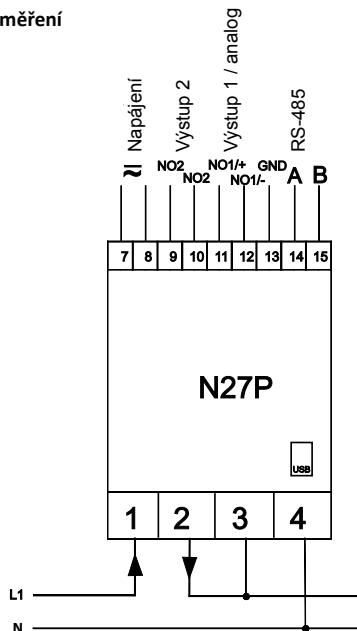 měření
Napájení
Výstup 2
Výstup 1 / analog
RS-485
NO2
NO2
NO1/+
NO1/-
GND
A B
7 8 9 10 11 12 13 14 15
N27P
USB
1 2 3 4
L1
N